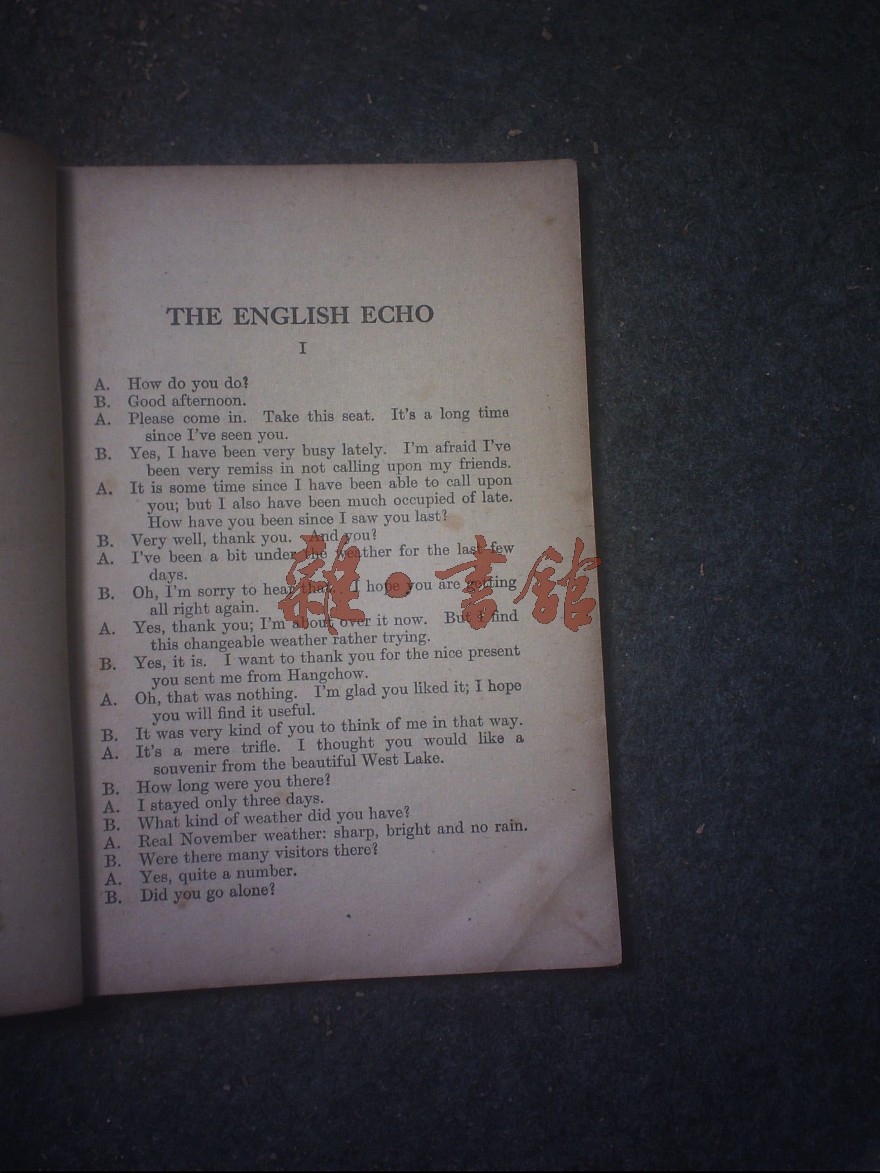 THE ENGLISH ECHO
I
A. How do you do?
B. Good afternoon.
A. Please come in. Take this seat. It's a long time
since I've seen you.
B. Yes, I have been very busy lately. I'm afraid I've
been very remiss in not calling upon my friends.
A. It is some time since I have been able to call upon
you; but I also have been much occupied of late.
How have you been since I saw you last?
B. Very well, thank you. And you?
A. I've been a bit under the weather for the last few
days.
B. Oh, I'm sorry to hear that. I hope you are getting
all right again.
A. Yes, thank you; I'm about over it now. But I find
this changeable weather rather trying.
B. Yes, it is. I want to thank you for the nice present
you sent me from Hangchow.
A. Oh, that was nothing. I'm glad you liked it; I hope
you will find it useful.
B. It was very kind of you to think of me in that way.
A. It's a mere trifle. I thought you would like a
souvenir from the beautiful West Lake.
B. How long were you there?
A. I stayed only three days.
B. What kind of weather did you have?
A. Real November weather: sharp, bright and no rain.
B. Were there many visitors there?
A. Yes, quite a number.
B. Did you go alone?
雜·書館